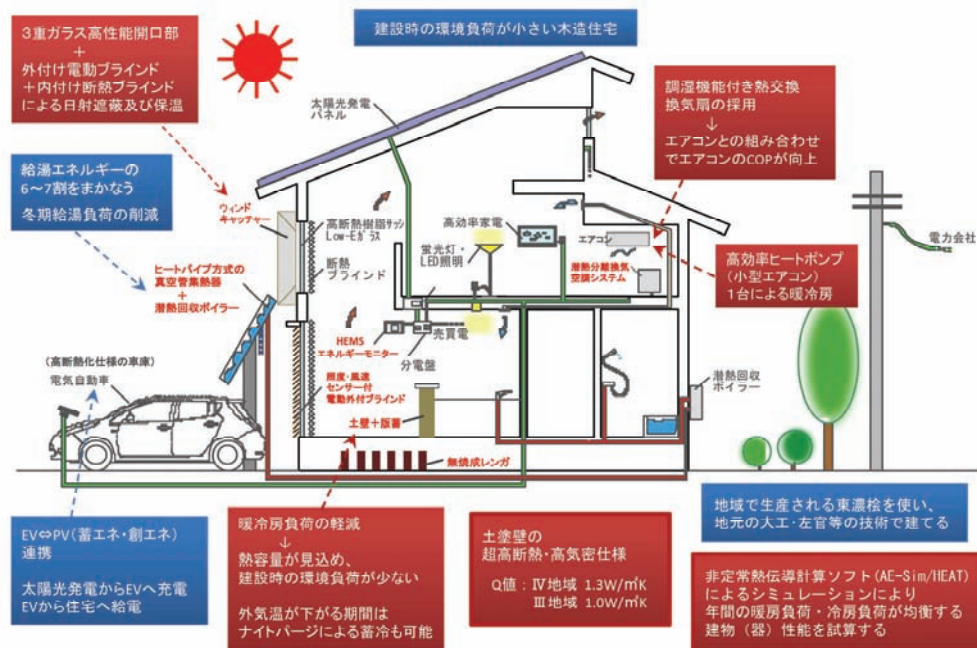 建設時の環境負荷が小さい木造住宅
3重ガラス高性能開口部
+
外付け電動ブラインド
+内付け断熱ブラインド
による日射遮蔽及び保温
太陽光発電
パネル
調湿機能付き熱交換
換気扇の採用
↓
エアコンとの組み合わせ
でエアコンのCOPが向上
給湯エネルギーの
6~7割をまかなう
冬期給湯負荷の削減
ウィンド
キャッチャー
高断熱樹脂サッシ
Low-Eガラス
断熱
ブラインド
蛍光灯・
LED照明
高効率家電
エアコン
潜熱分離換気
空調システム
電力会社
高効率ヒートポンプ
(小型エアコン)
1台による暖冷房
ヒートパイプ方式の
真空管集熱器
+
潜熱回収ボイラー
HEMS
エネルギーモニター
売買電
分電盤
(高断熱化仕様の車庫)
電気自動車
照度・風速
センサー付
電動外付ブラインド
土壁+版蓄
潜熱回収
ボイラー
無焼成レンガ
EV⇔PV(蓄エネ・創エネ)
連携
太陽光発電からEVへ充電
EVから住宅へ給電
暖冷房負荷の軽減
↓
熱容量が見込め、
建設時の環境負荷が少ない
外気温が下がる期間は
ナイトパージによる蓄冷も可能
土塗壁の
超高断熱・高気密仕様
Q値:Ⅳ地域 1.3W/㎡K
Ⅲ地域 1.0W/㎡K
地域で生産される東濃桧を使い、
地元の大工・左官等の技術で建てる
非定常熱伝導計算ソフト(AE-Sim/HEAT)
によるシミュレーションにより
年間の暖房負荷・冷房負荷が均衡する
建物(器)性能を試算する